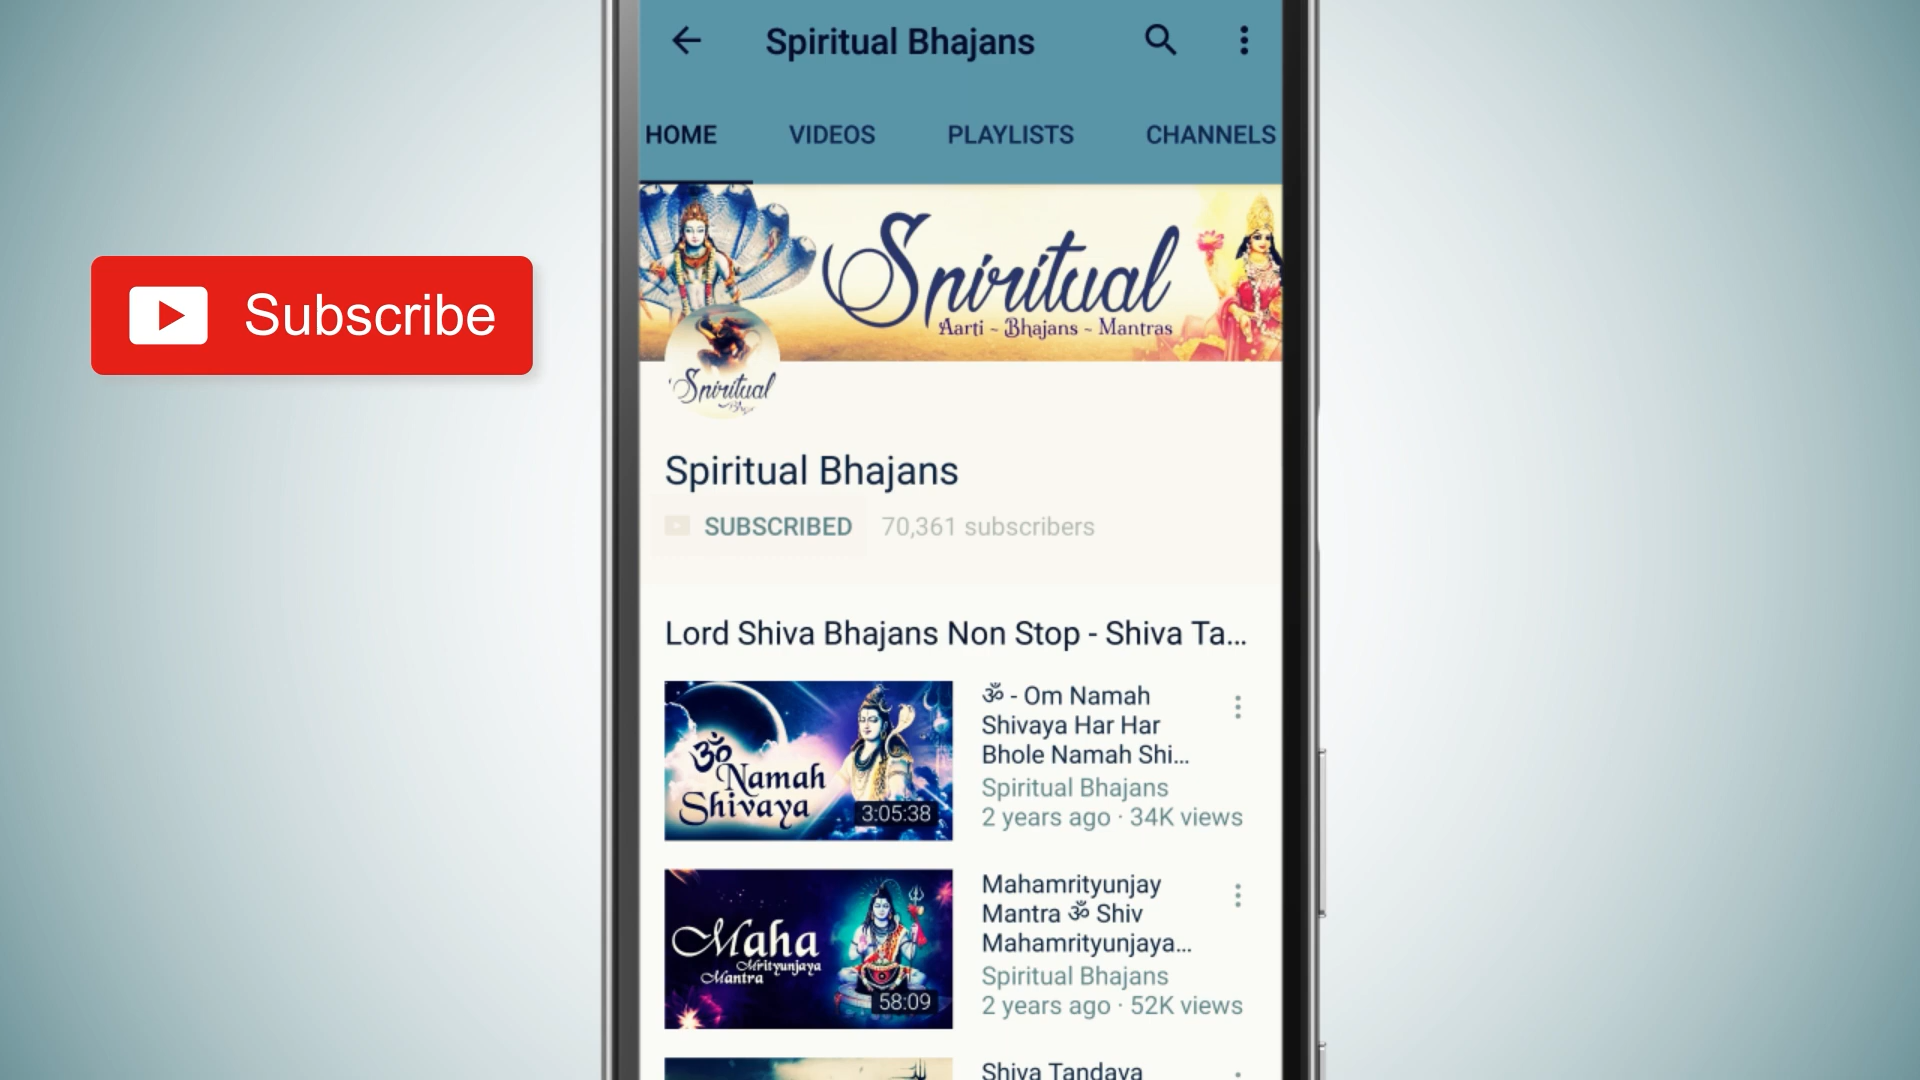 Spiritual Bhajans
HOME VIDEOS PLAYLISTS CHANNELS
Spiritual
Aarti ~ Bhajans ~ Mantras
Subscribe
Spiritual
Spiritual Bhajans
SUBSCRIBED 70,361 subscribers
Lord Shiva Bhajans Non Stop - Shiva Ta...
ॐ
Namah
Shivaya
3:05:38
ॐ - Om Namah
Shivaya Har Har
Bhole Namah Shi...
Spiritual Bhajans
2 years ago · 34K views
Maha
Mrityunjaya
Mantra
58:09
Mahamrityunjay
Mantra ॐ Shiv
Mahamrityunjaya...
Spiritual Bhajans
2 years ago · 52K views
Shiva Tandava